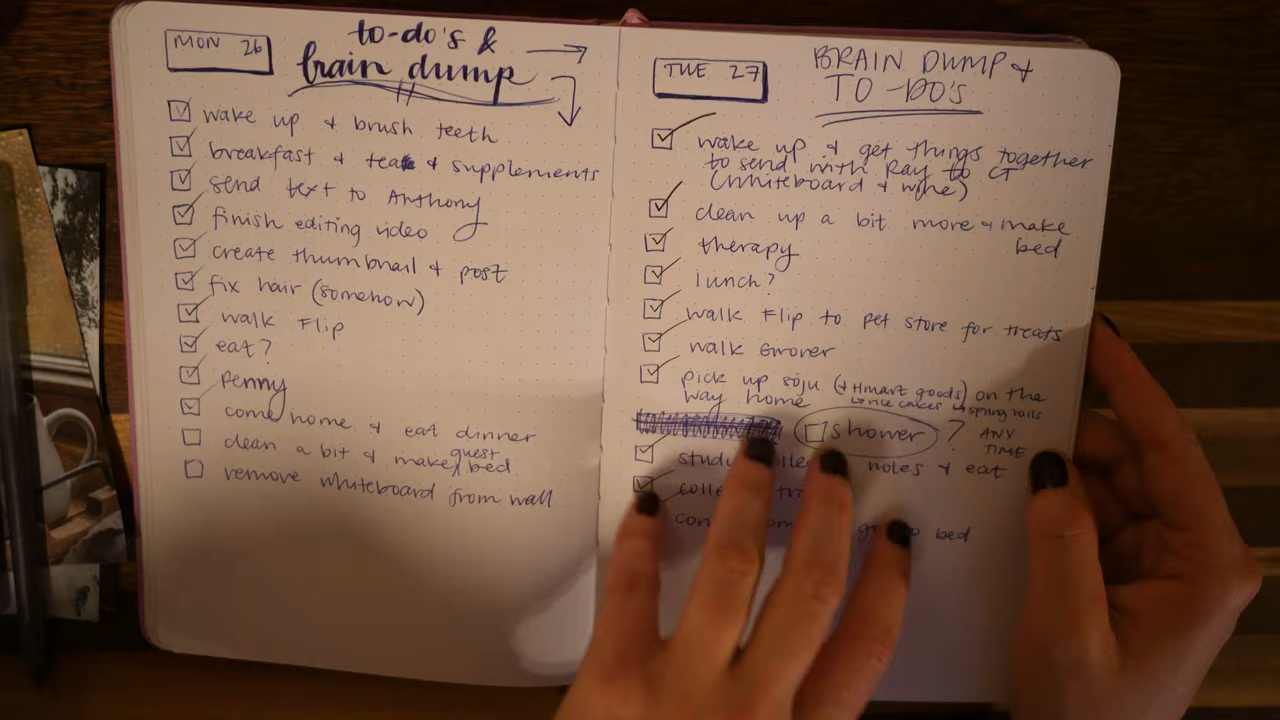 MON 26
to-do's &
brain dump
wake up & brush teeth
breakfast & tea & supplements
send text to Anthony
finish editing video
create thumbnail & post
fix hair (somehow)
walk Flip
eat?
penny
come home & eat dinner
clean a bit & make guest bed
remove whiteboard from wall
TUE 27
BRAIN DUMP &
TO-DO'S
wake up & get things together
to send with Ray to CT
(whiteboard & wine)
clean up a bit more & make
bed
therapy
lunch?
walk Flip to pet store for treats
walk Grover
pick up soju (+ Hmart goods) on the
way home rice cakes spring rolls
shower ? ANY
TIME
notes & eat
bed